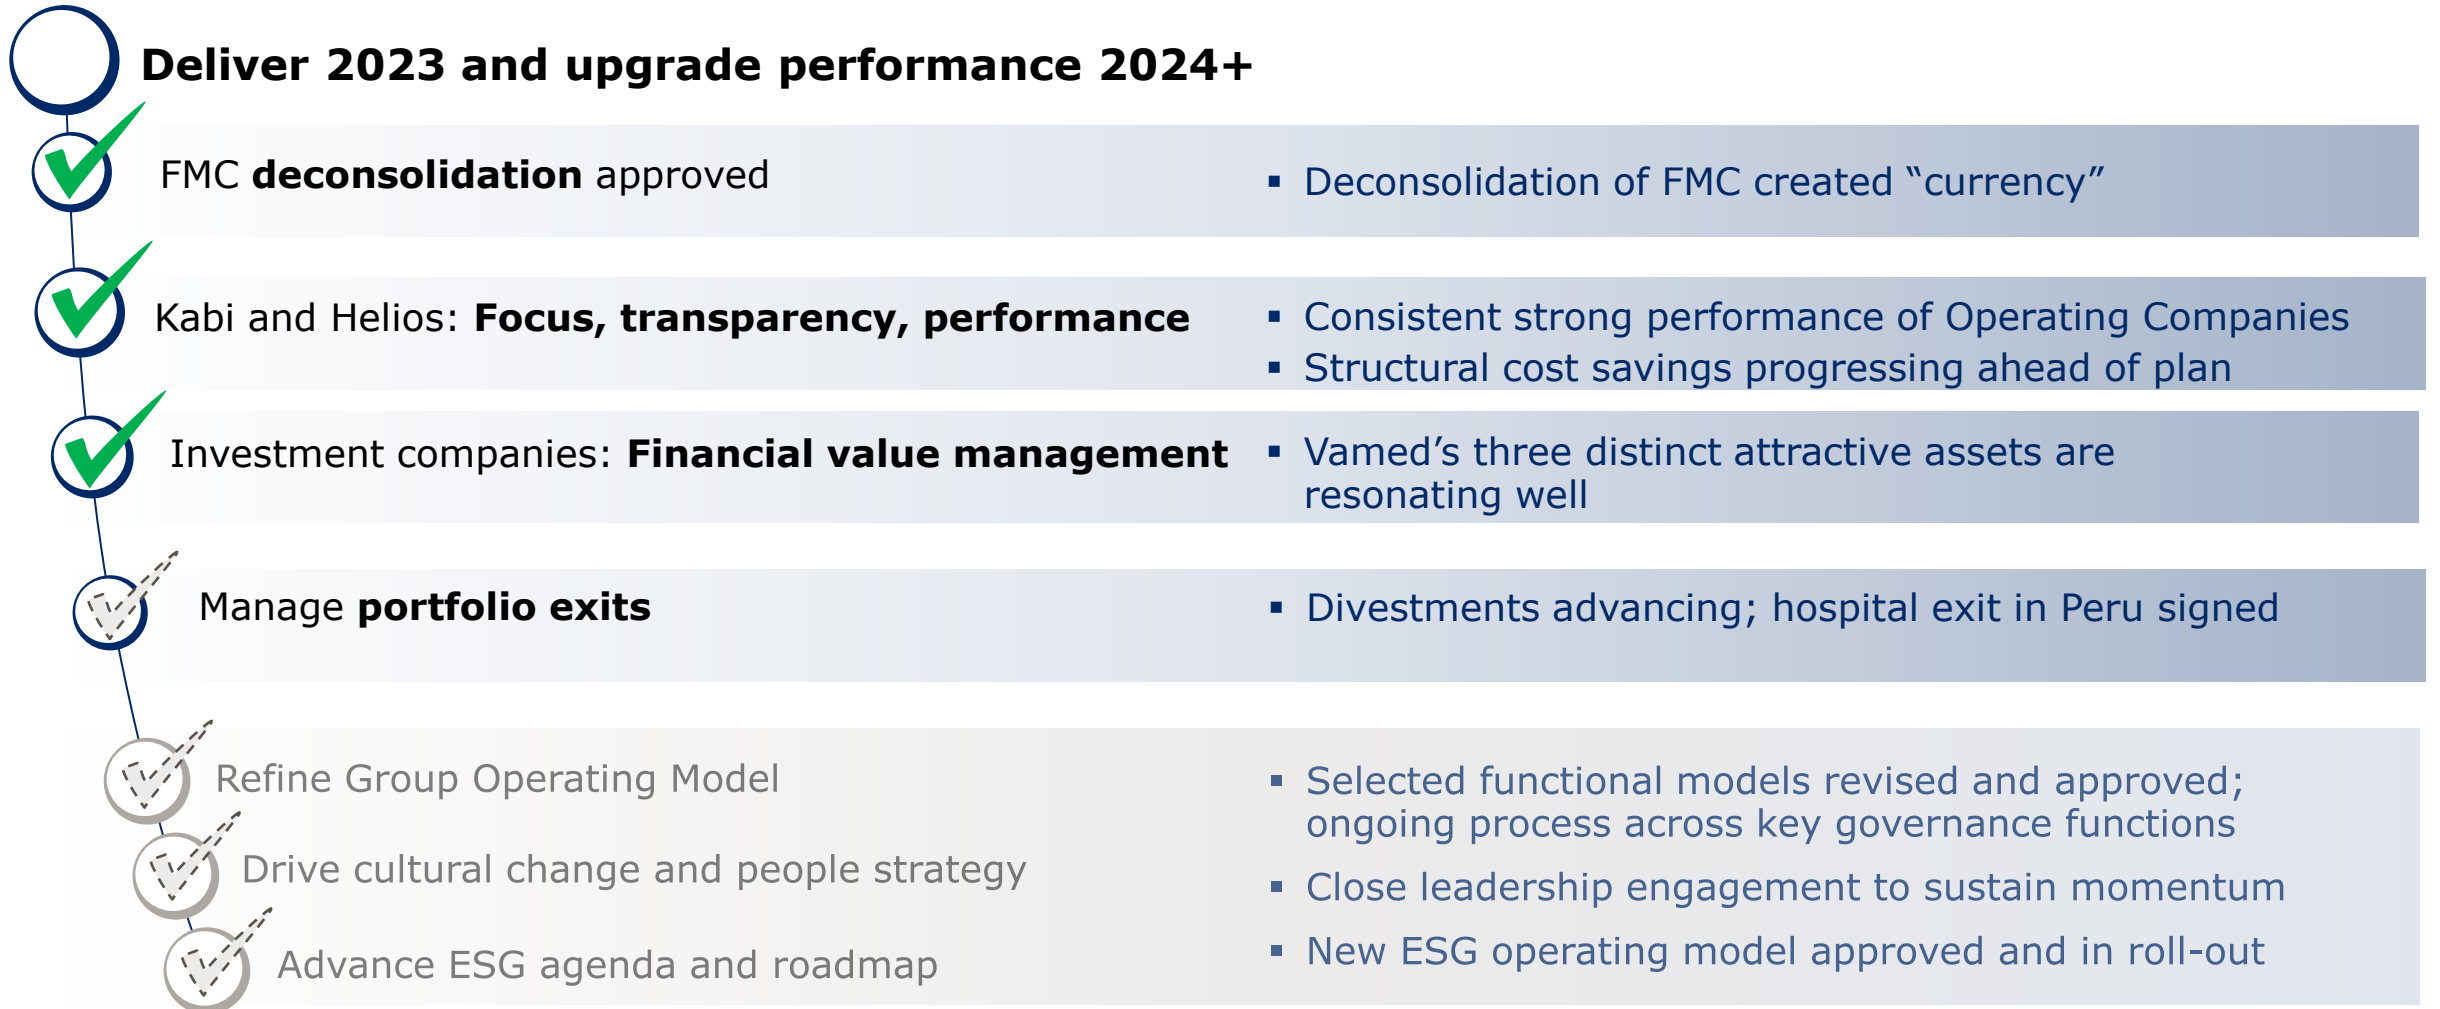 Deliver 2023 and upgrade performance 2024+
FMC deconsolidation approved
▪ Deconsolidation of FMC created “currency”
Kabi and Helios: Focus, transparency, performance
▪ Consistent strong performance of Operating Companies
▪ Structural cost savings progressing ahead of plan
Investment companies: Financial value management
▪ Vamed’s three distinct attractive assets are
resonating well
Manage portfolio exits
▪ Divestments advancing; hospital exit in Peru signed
Refine Group Operating Model
▪ Selected functional models revised and approved;
ongoing process across key governance functions
Drive cultural change and people strategy
▪ Close leadership engagement to sustain momentum
Advance ESG agenda and roadmap
▪ New ESG operating model approved and in roll-out